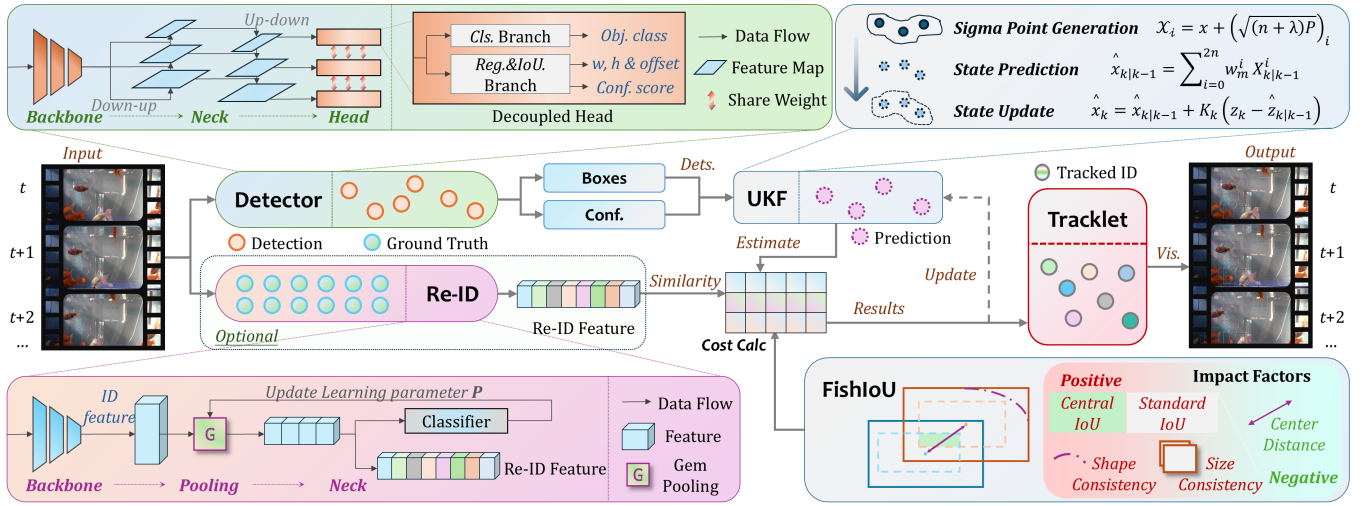 Up-down
Down-up
Backbone
Neck
Head
Cls. Branch
Obj. class
Reg.&IoU.
Branch
w, h & offset
Conf. score
Decoupled Head
Data Flow
Feature Map
Share Weight
Sigma Point Generation
𝒳ᵢ = x + (√((n + λ)P))ᵢ
State Prediction
x̂ₖ|ₖ₋₁ = ∑²ⁿᵢ₌₀ wₘⁱ Xⁱₖ|ₖ₋₁
State Update
x̂ₖ = x̂ₖ|ₖ₋₁ + Kₖ (zₖ − ẑₖ|ₖ₋₁)
Input
t
t+1
t+2
...
Detector
Detection
Ground Truth
Boxes
Conf.
Dets.
UKF
Prediction
Estimate
Update
Re-ID
Optional
Re-ID Feature
Similarity
Cost Calc
Results
Tracked ID
Tracklet
Vis.
Output
t
t+1
t+2
...
ID
feature
Update Learning parameter P
G
Classifier
Re-ID Feature
Backbone
Pooling
Neck
Data Flow
Feature
G
Gem
Pooling
FishIoU
Positive
Impact Factors
Central
IoU
Standard
IoU
Center
Distance
Shape
Consistency
Size
Consistency
Negative